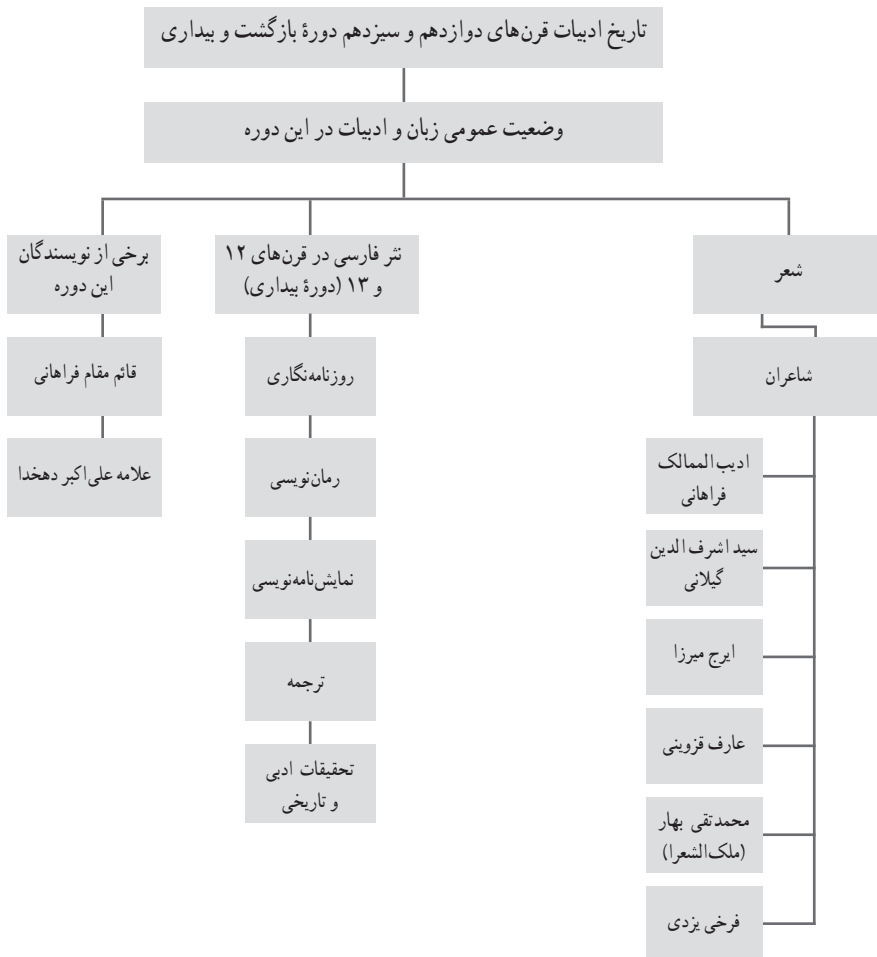 تاریخ ادبیات قرن‌های دوازدهم و سیزدهم دورهٔ بازگشت و بیداری
وضعیت عمومی زبان و ادبیات در این دوره
شعر
شاعران
ادیب‌الممالک
فراهانی
سید اشرف الدین
گیلانی
ایرج میرزا
عارف قزوینی
محمدتقی بهار
(ملک‌الشعرا)
فرخی یزدی
نثر فارسی در قرن‌های ۱۲
و ۱۳ (دورهٔ بیداری)
روزنامه‌نگاری
رمان‌نویسی
نمایش‌نامه‌نویسی
ترجمه
تحقیقات ادبی
و تاریخی
برخی از نویسندگان
این دوره
قائم مقام فراهانی
علامه علی‌اکبر دهخدا